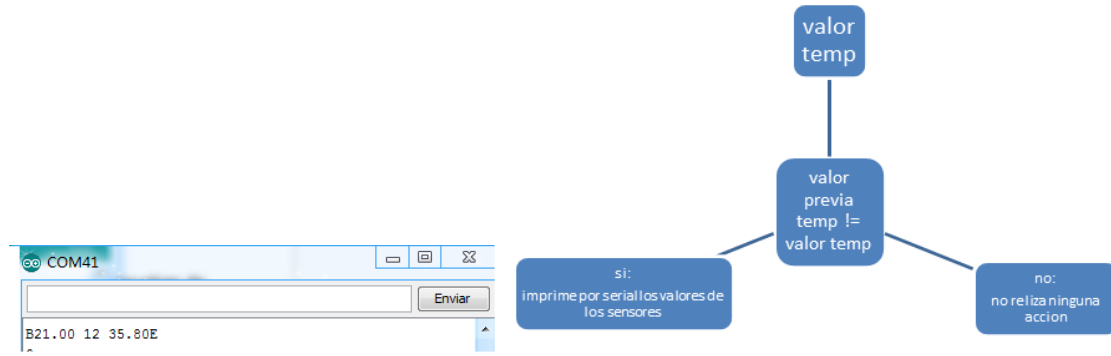 COM41
Enviar
B21.00 12 35.80E
valor
temp
valor
previa
temp !=
valor temp
si:
imprime por serial los valores de
los sensores
no:
no reliza ninguna
accion